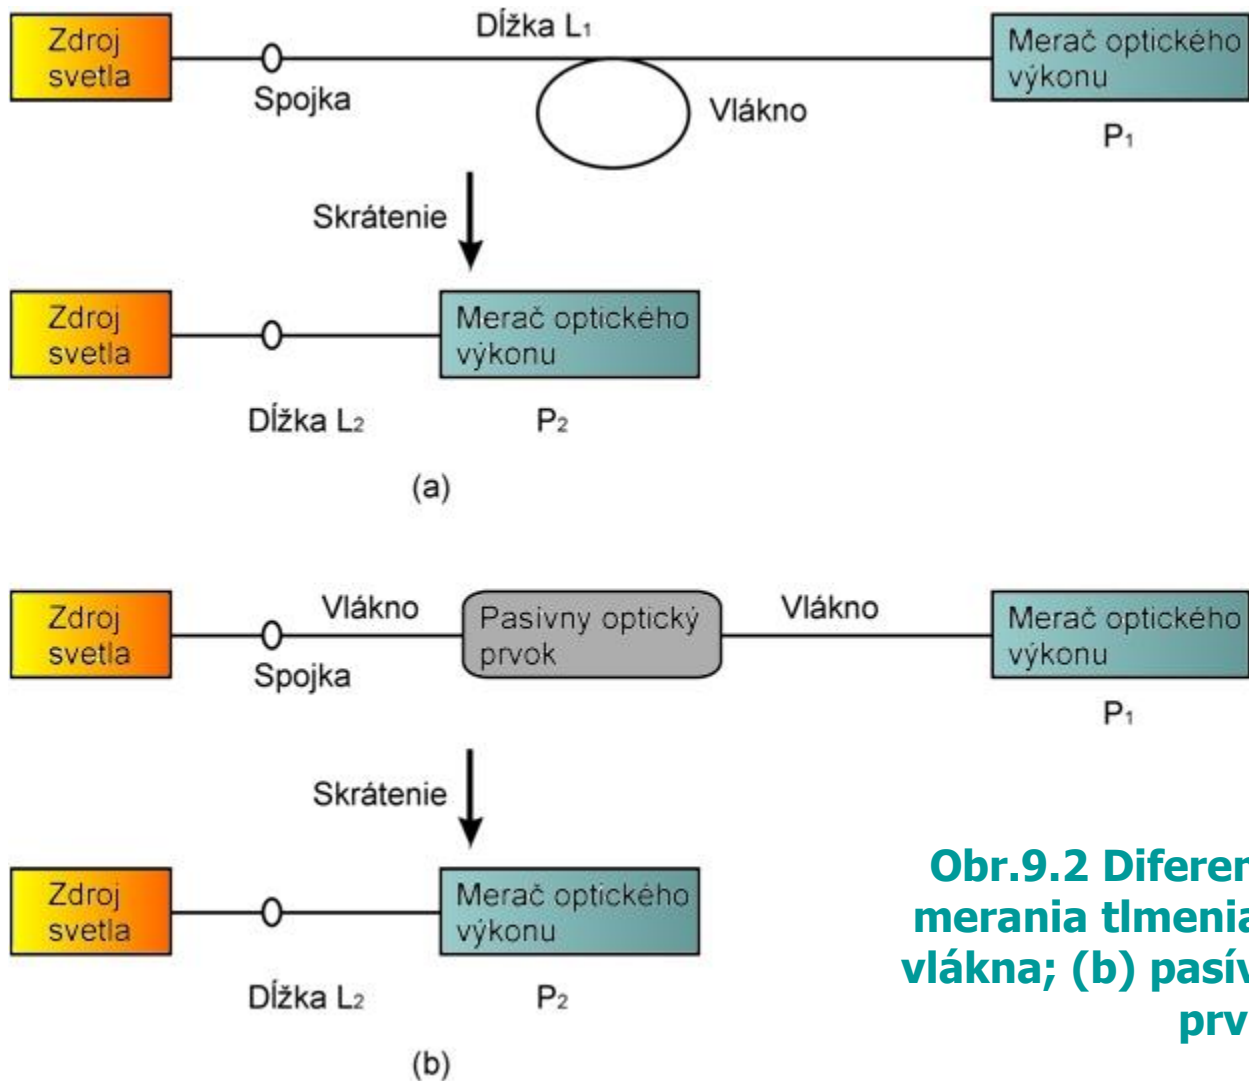 Dĺžka L1
Zdroj
svetla
Spojka
Vlákno
Merač optického
výkonu
P1
Skrátenie
Zdroj
svetla
Merač optického
výkonu
Dĺžka L2
P2
(a)
Zdroj
svetla
Vlákno
Spojka
Pasívny optický
prvok
Vlákno
Merač optického
výkonu
P1
Skrátenie
Zdroj
svetla
Merač optického
výkonu
Dĺžka L2
P2
(b)
Obr.9.2 Diferen
merania tlmenia
vlákna; (b) pasív
prv